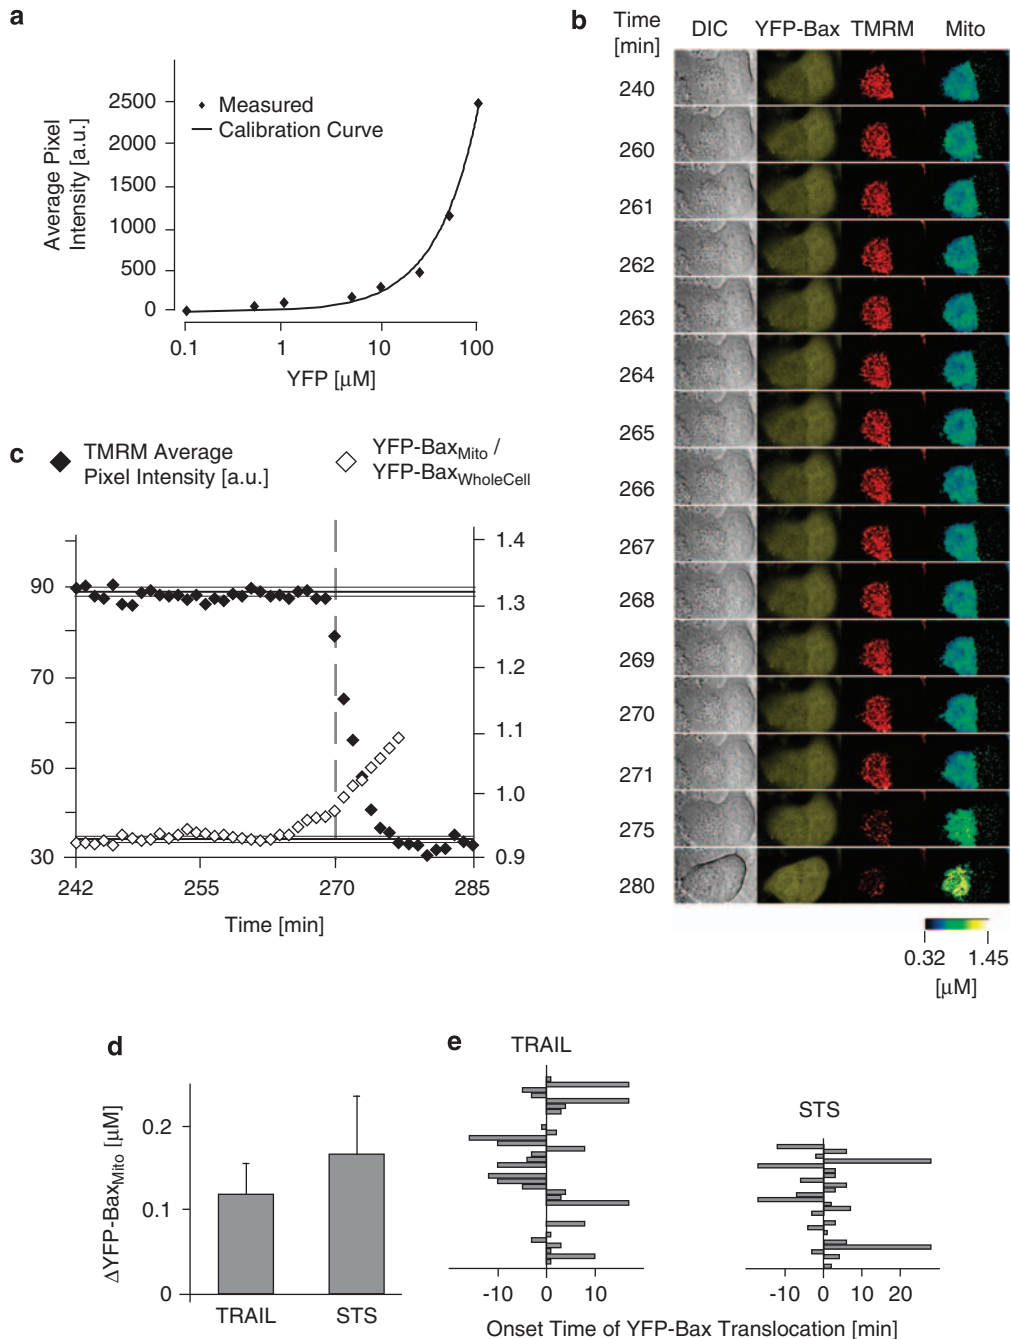 a
Average Pixel
Intensity [a.u.]
2500
2000
1500
1000
500
0
Measured
Calibration Curve
0.1
1
10
100
YFP [µM]
b
Time
[min]
DIC
YFP-Bax
TMRM
Mito
240
260
261
262
263
264
265
266
267
268
269
270
271
275
280
0.32
1.45
[µM]
c
TMRM Average
Pixel Intensity [a.u.]
YFP-BaxMito /
YFP-BaxWholeCell
90
70
50
30
1.4
1.3
1.2
1.1
1.0
0.9
242
255
270
285
Time [min]
d
ΔYFP-BaxMito [µM]
0.2
0.1
0
TRAIL
STS
e
TRAIL
STS
-10
0
10
-10
0
10
20
Onset Time of YFP-Bax Translocation [min]